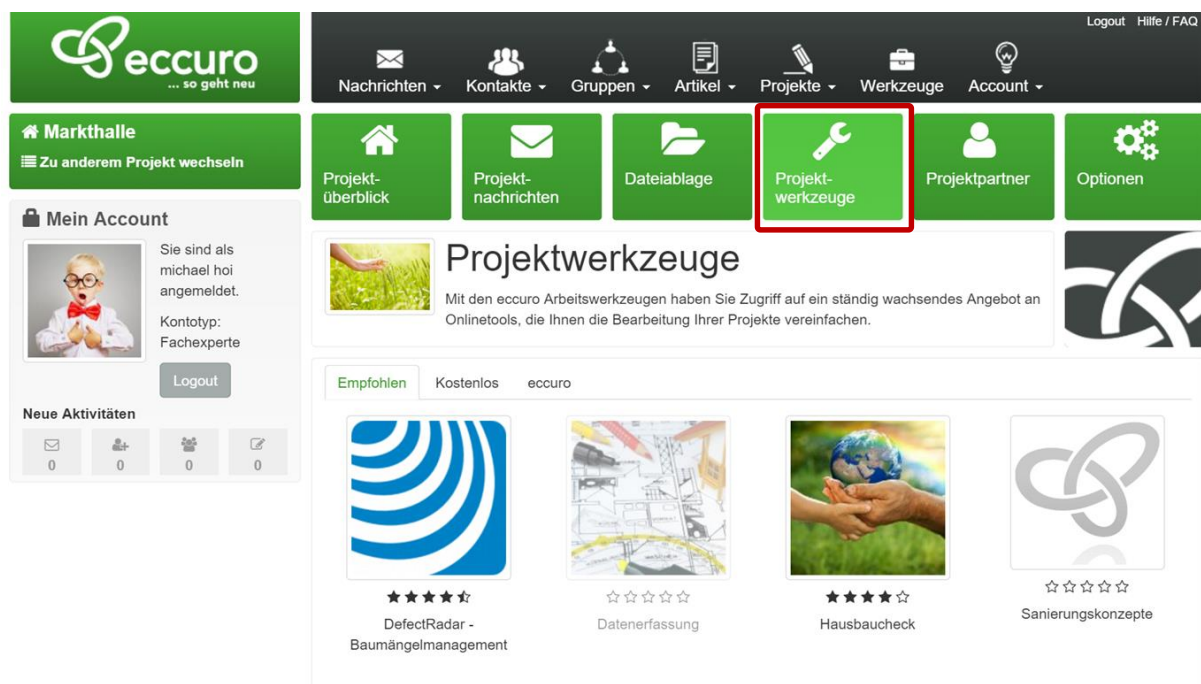 eccuro
... so geht neu
Logout Hilfe / FAQ
Nachrichten Kontakte Gruppen Artikel Projekte Werkzeuge Account
Markthalle
Zu anderem Projekt wechseln
Projekt-
überblick
Projekt-
nachrichten
Dateiablage
Projekt-
werkzeuge
Projektpartner
Optionen
Mein Account
Sie sind als
michael hoi
angemeldet.
Kontotyp:
Fachexperte
Logout
Neue Aktivitäten
0 0 0 0
Projektwerkzeuge
Mit den eccuro Arbeitswerkzeugen haben Sie Zugriff auf ein ständig wachsendes Angebot an
Onlinetools, die Ihnen die Bearbeitung Ihrer Projekte vereinfachen.
Empfohlen Kostenlos eccuro
DefectRadar -
Baumängelmanagement
Datenerfassung
Hausbaucheck
Sanierungskonzepte